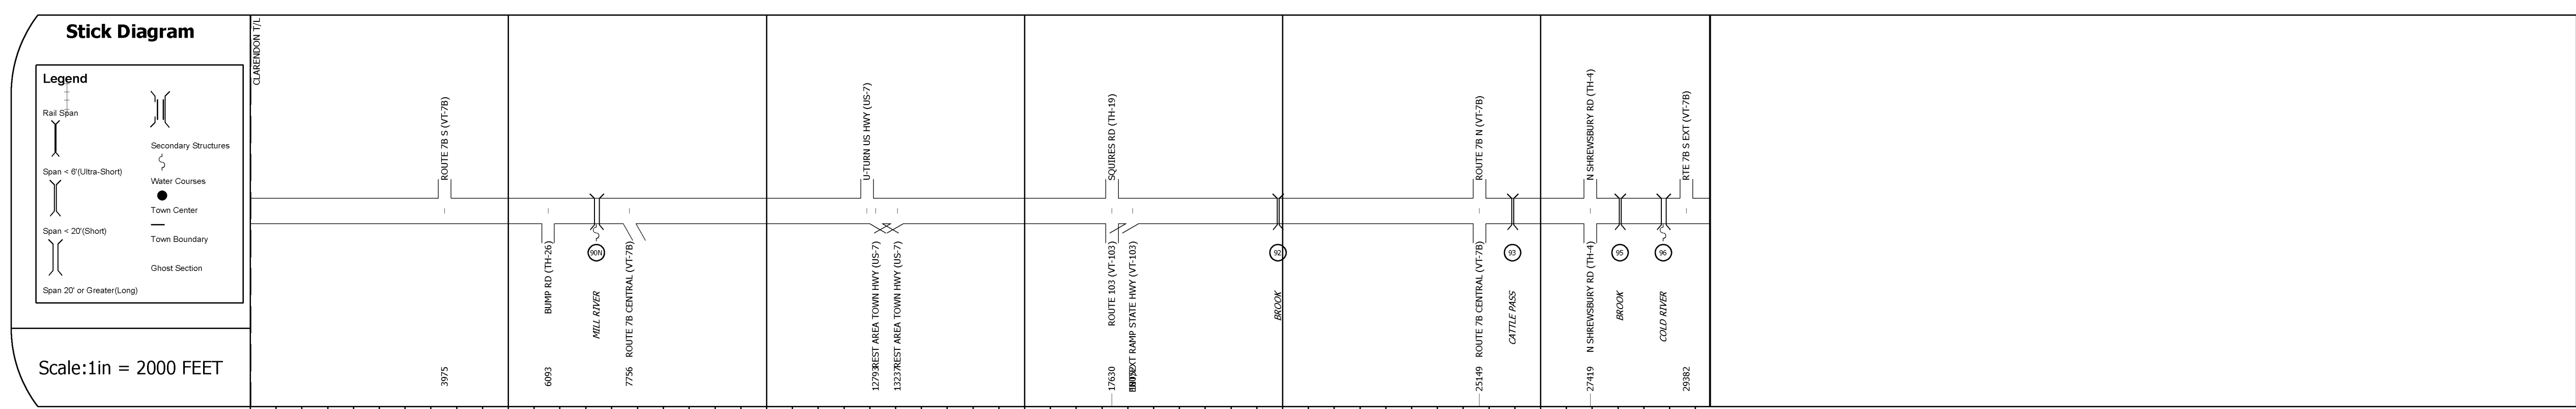 Stick Diagram
Legend
Rail Span
Span < 6'(Ultra-Short)
Span < 20'(Short)
Span 20' or Greater(Long)
Secondary Structures
Water Courses
Town Center
Town Boundary
Ghost Section
Scale:1in = 2000 FEET
CLARENDON T/L
ROUTE 7B S (VT-7B)
3975
BUMP RD (TH-26)
6093
90N
MILL RIVER
ROUTE 7B CENTRAL (VT-7B)
7756
U-TURN US HWY (US-7)
REST AREA TOWN HWY (US-7)
12793
REST AREA TOWN HWY (US-7)
13237
SQUIRES RD (TH-19)
ROUTE 103 (VT-103)
17630
EXT RAMP STATE HWY (VT-103)
92
BROOK
ROUTE 7B N (VT-7B)
ROUTE 7B CENTRAL (VT-7B)
25149
93
CATTLE PASS
N SHREWSBURY RD (TH-4)
N SHREWSBURY RD (TH-4)
27419
95
BROOK
96
COLD RIVER
RTE 7B S EXT (VT-7B)
29382